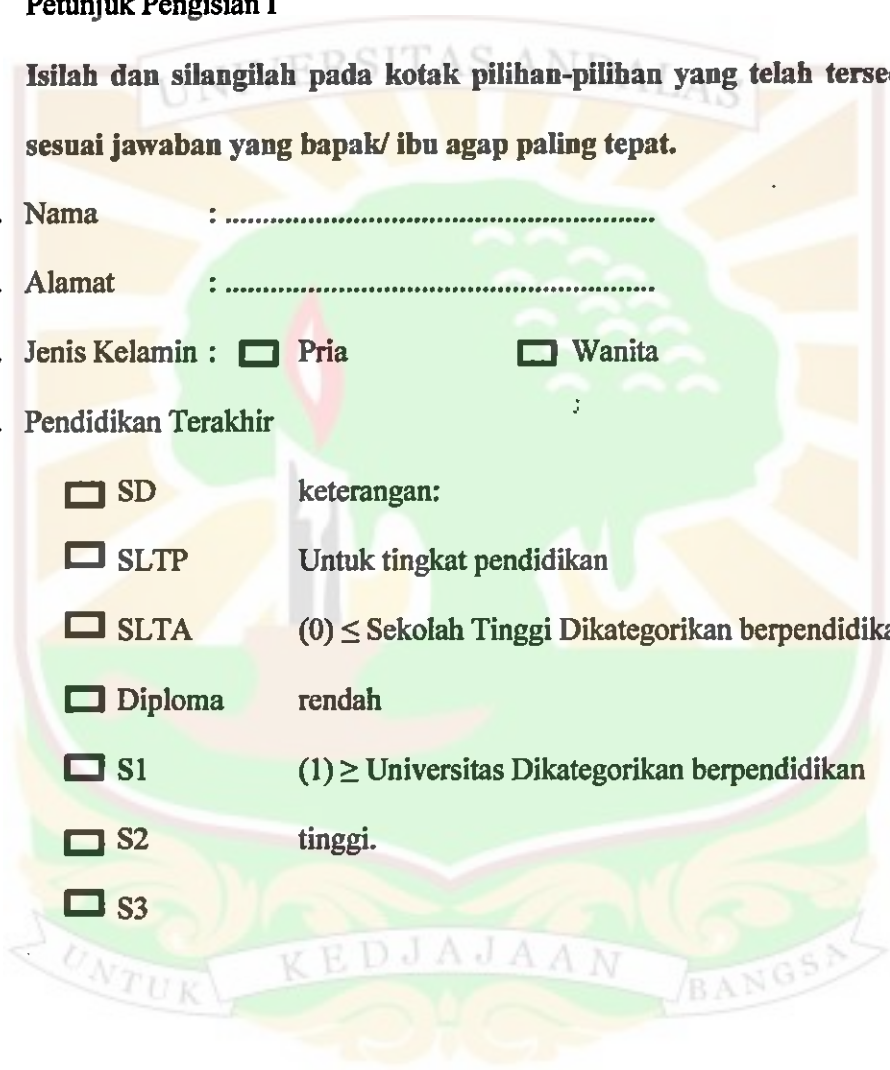 Petunjuk Pengisian I
UNIVERSITAS ANDALAS
Isilah dan silangilah pada kotak pilihan-pilihan yang telah terse
sesuai jawaban yang bapak/ ibu agap paling tepat.
. Nama : ........................................................
. Alamat : ........................................................
. Jenis Kelamin : Pria Wanita
. Pendidikan Terakhir
SD keterangan:
SLTP Untuk tingkat pendidikan
SLTA (0) ≤ Sekolah Tinggi Dikategorikan berpendidika
Diploma rendah
S1 (1) ≥ Universitas Dikategorikan berpendidikan
S2 tinggi.
S3
UNTUK KEDJAJAAN BANGSA